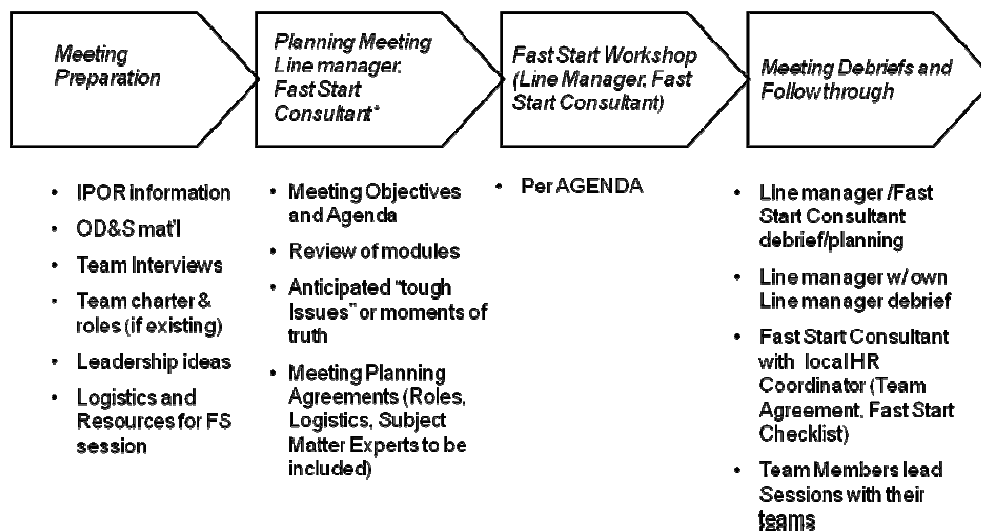 Meeting
Preparation
Planning Meeting
Line manager,
Fast Start
Consultant*
Fast Start Workshop
(Line Manager, Fast
Start Consultant)
Meeting Debriefs and
Follow through
• IPOR information
• OD&S mat'l
• Team Interviews
• Team charter &
roles (if existing)
• Leadership ideas
• Logistics and
Resources for FS
session
• Meeting Objectives
and Agenda
• Review of modules
• Anticipated "tough
Issues" or moments of
truth
• Meeting Planning
Agreements (Roles,
Logistics, Subject
Matter Experts to be
included)
• Per AGENDA
• Line manager /Fast
Start Consultant
debrief/planning
• Line manager w/ own
Line manager debrief
• Fast Start Consultant
with local HR
Coordinator (Team
Agreement, Fast Start
Checklist)
• Team Members lead
Sessions with their
teams